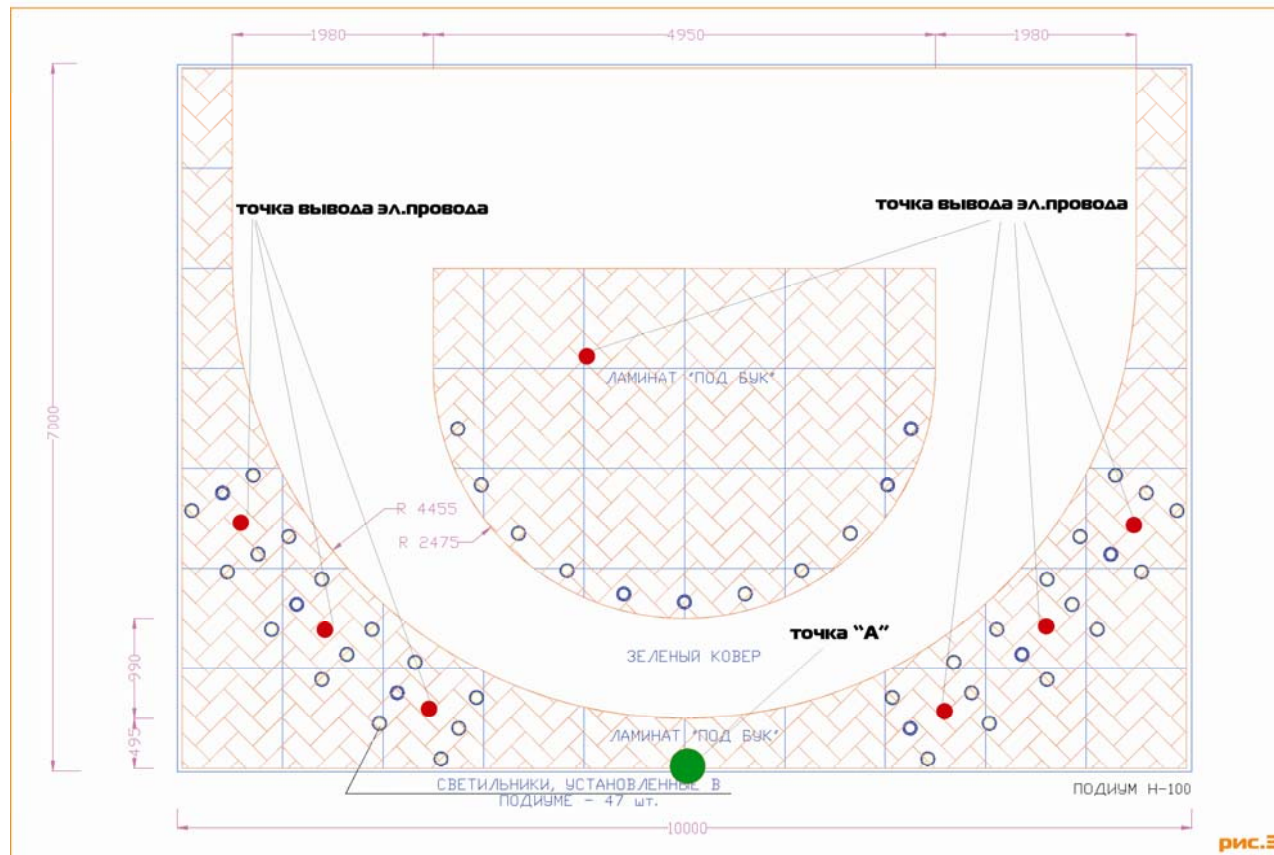 1980
4950
1980
точка вывода эл.провода
точка вывода эл.провода
7000
ЛАМИНАТ "ПОД БУК"
R 4455
R 2475
точка “А”
ЗЕЛЕНЫЙ КОВЕР
990
495
ЛАМИНАТ "ПОД БУК"
СВЕТИЛЬНИКИ, УСТАНОВЛЕННЫЕ В
ПОДИУМЕ - 47 шт.
ПОДИУМ Н-100
10000
рис.3